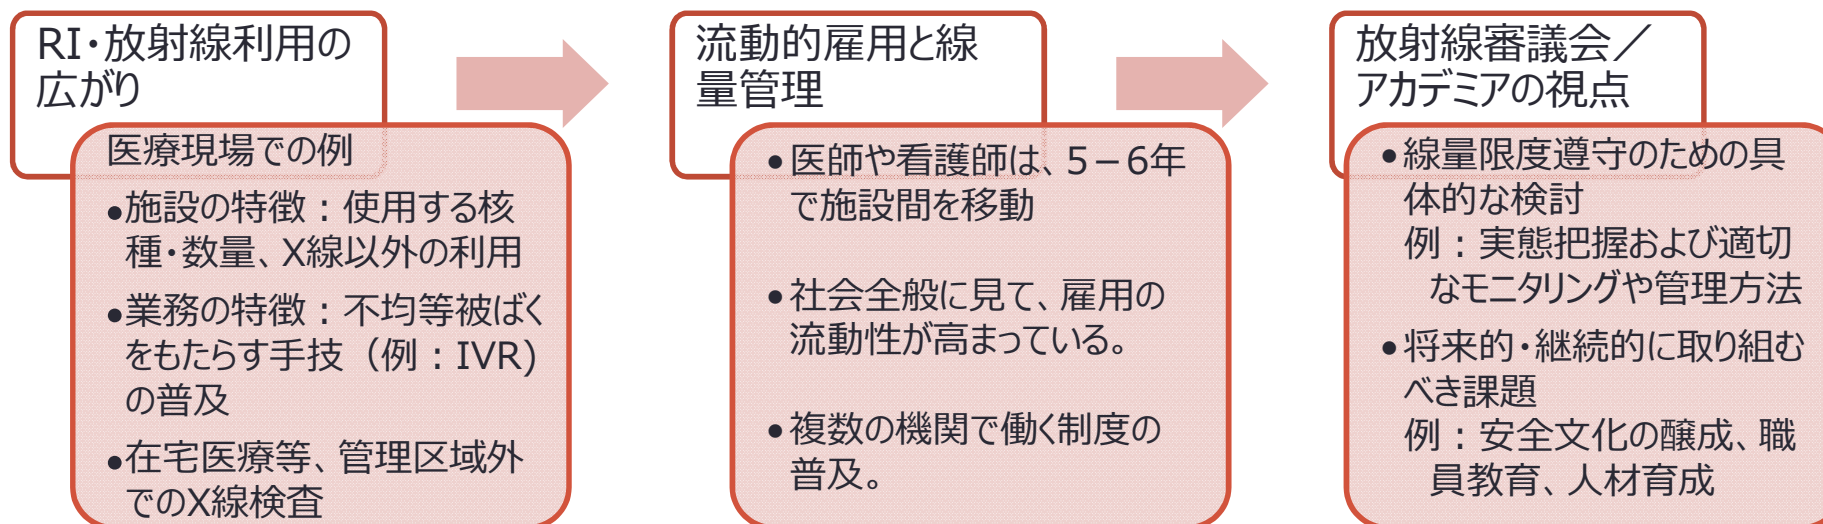 RI・放射線利用の
広がり
医療現場での例
●施設の特徴：使用する核
種・数量、X線以外の利用
●業務の特徴：不均等被ばく
をもたらす手技（例：IVR)
の普及
●在宅医療等、管理区域外
でのX線検査
流動的雇用と線
量管理
●医師や看護師は、5－6年
で施設間を移動
●社会全般に見て、雇用の
流動性が高まっている。
●複数の機関で働く制度の
普及。
放射線審議会／
アカデミアの視点
●線量限度遵守のための具
体的な検討
例：実態把握および適切
なモニタリングや管理方法
●将来的・継続的に取り組む
べき課題
例：安全文化の醸成、職
員教育、人材育成